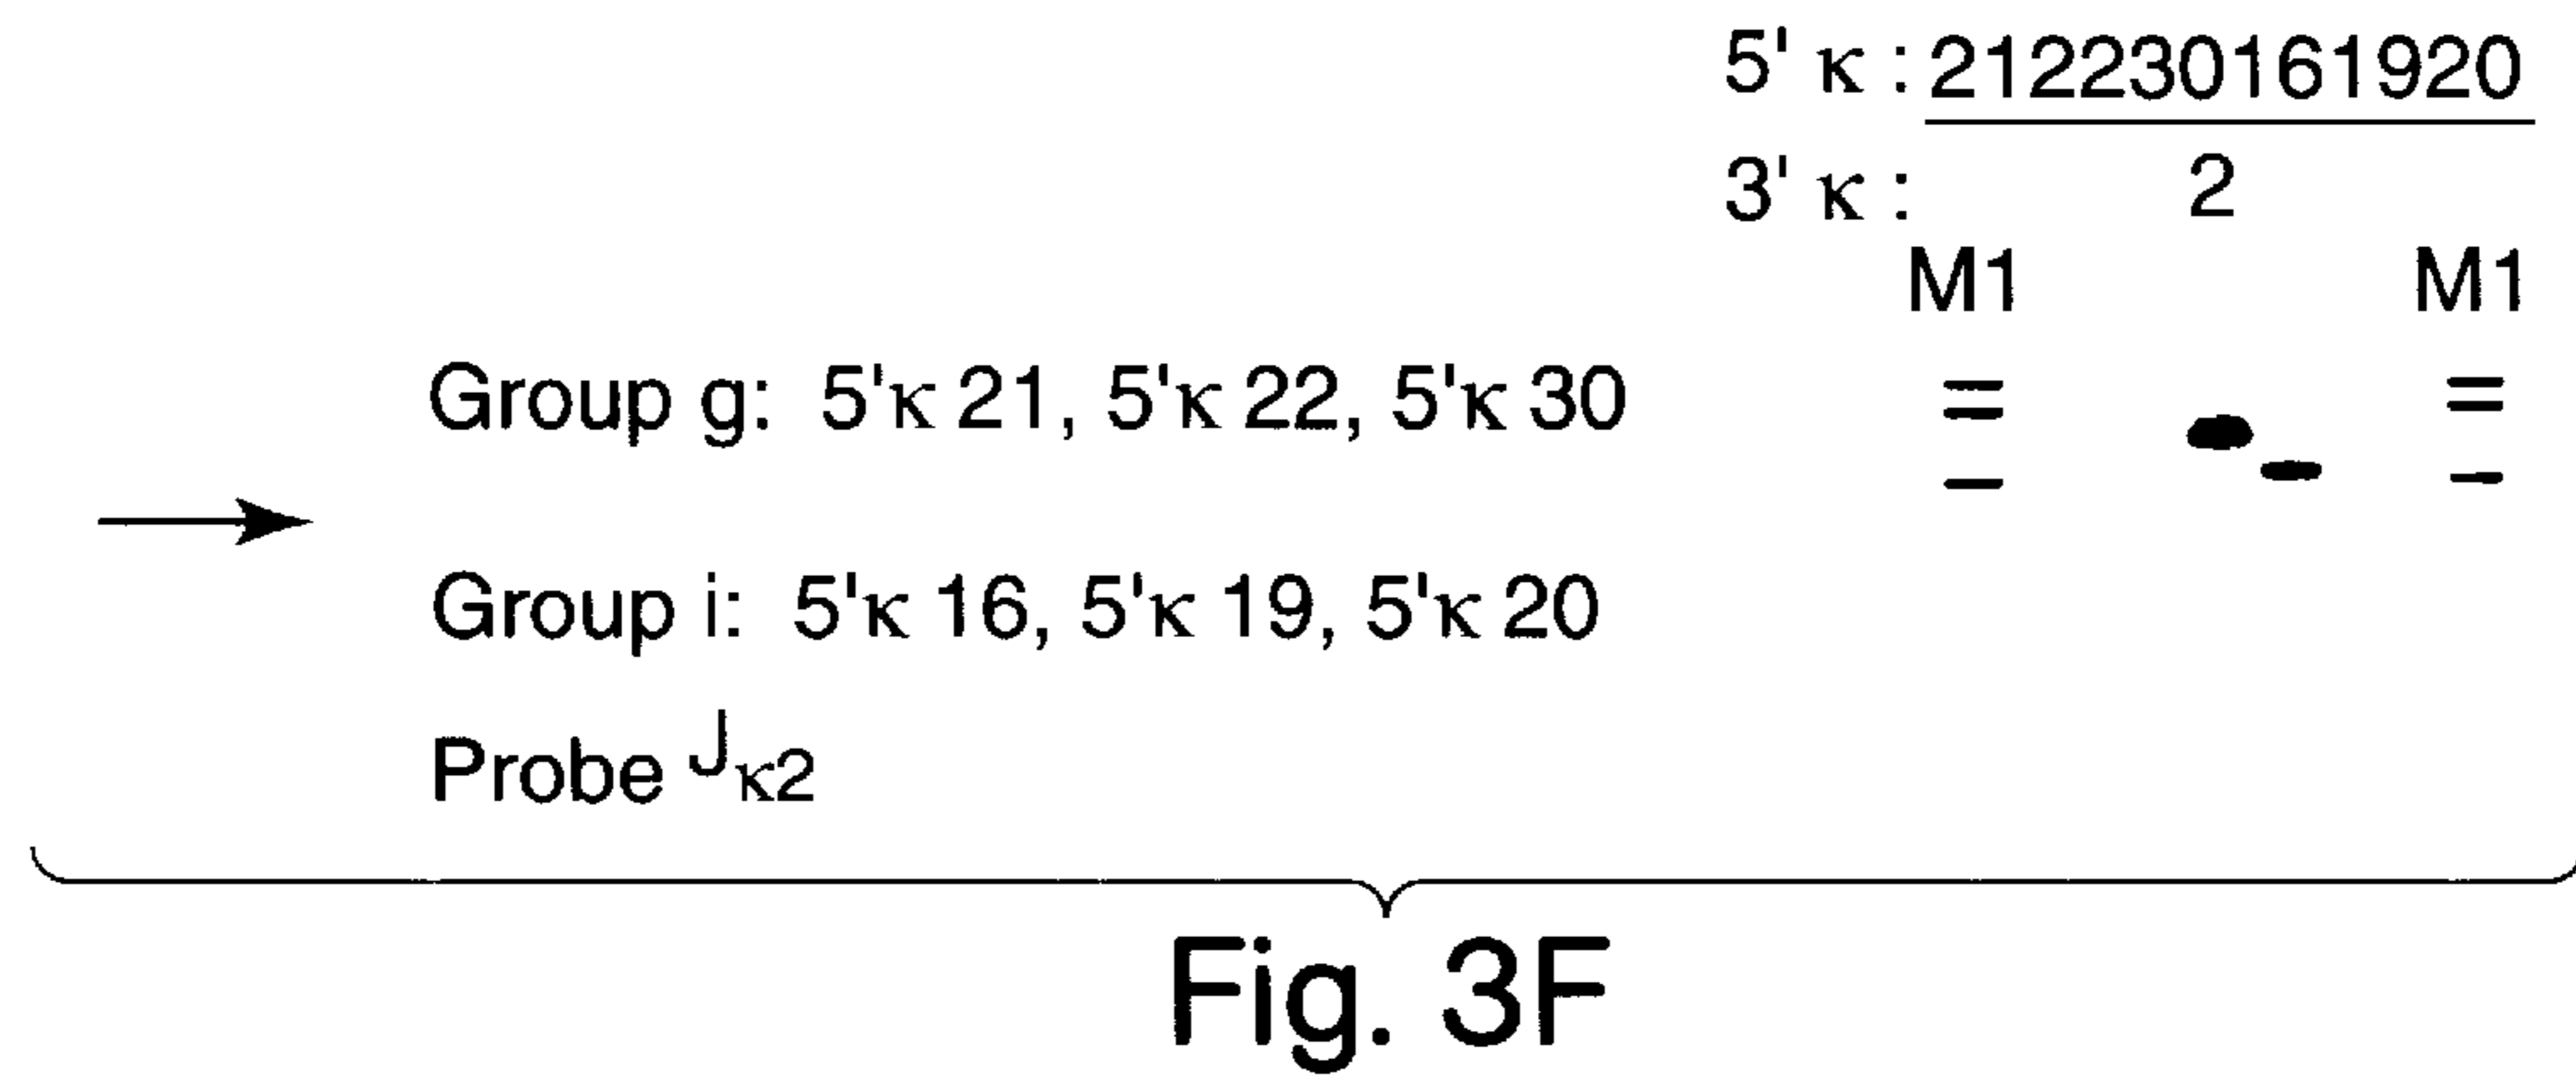 5' κ : 212230161920
3' κ : 2
M1 M1
Group g: 5'κ 21, 5'κ 22, 5'κ 30
Group i: 5'κ 16, 5'κ 19, 5'κ 20
Probe Jκ2
Fig. 3F